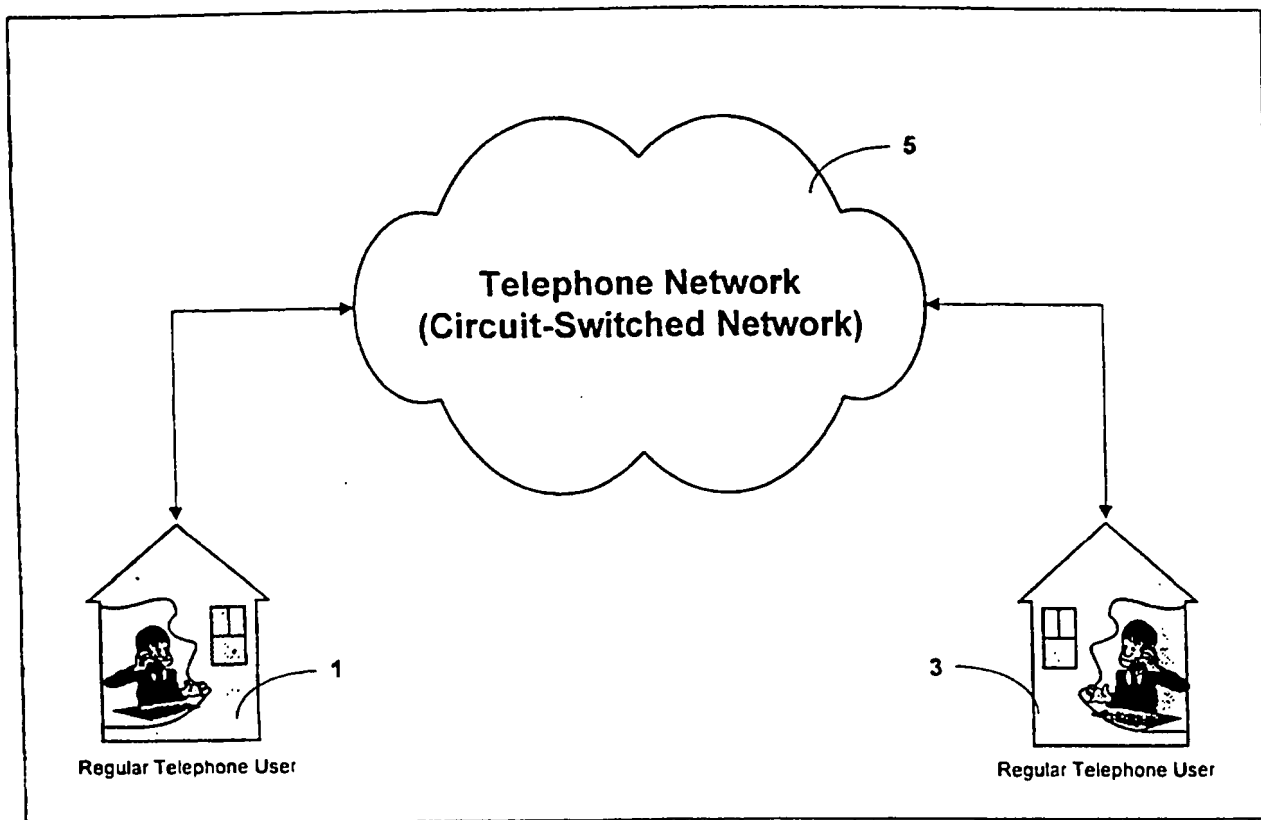 5
Telephone Network
(Circuit-Switched Network)
1
3
Regular Telephone User
Regular Telephone User